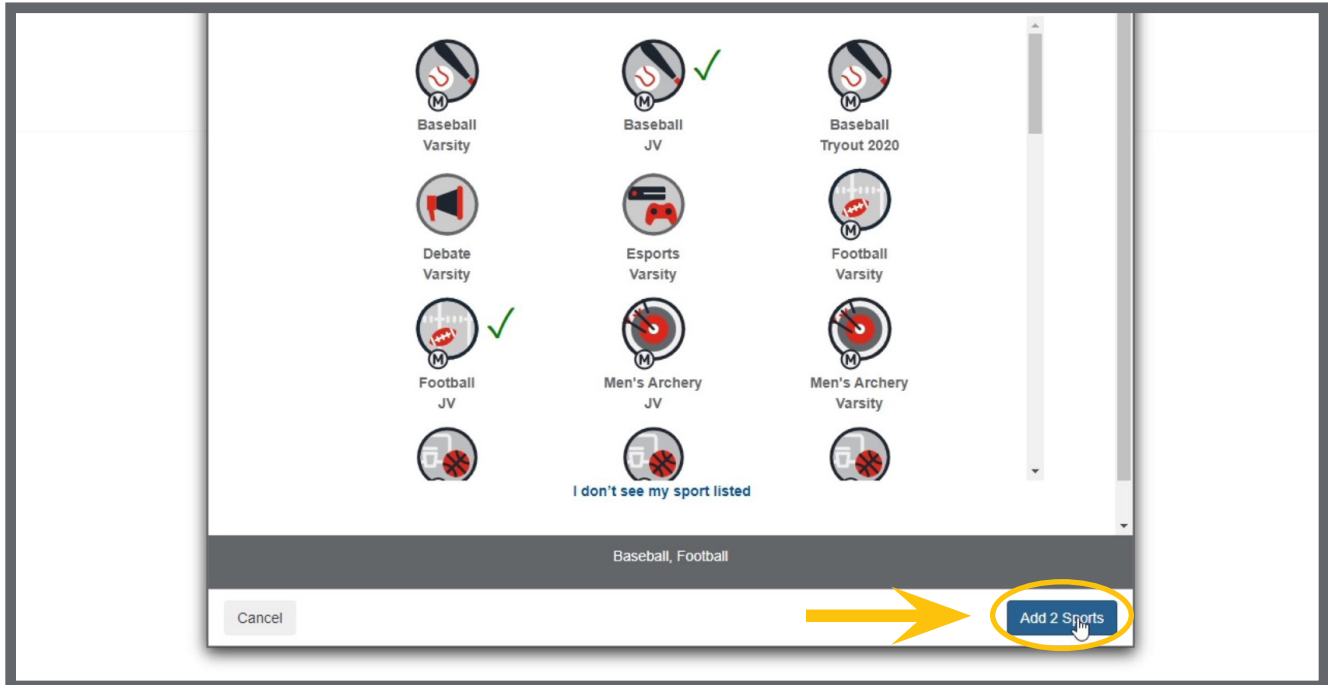 M
M
M
Baseball
Baseball
Baseball
Varsity
JV
Tryout 2020
M
Debate
Esports
Football
Varsity
Varsity
Varsity
M
M
M
Football
Men's Archery
Men's Archery
JV
JV
Varsity
I don't see my sport listed
Baseball, Football
Cancel
Add 2 Sports